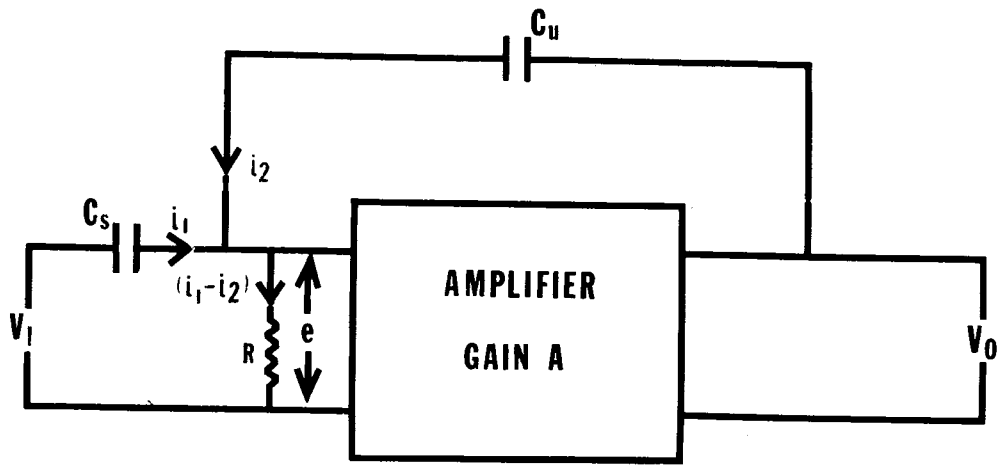 Cu
i2
Cs
i1
(i1-i2)
AMPLIFIER
GAIN A
V1
R
e
V0